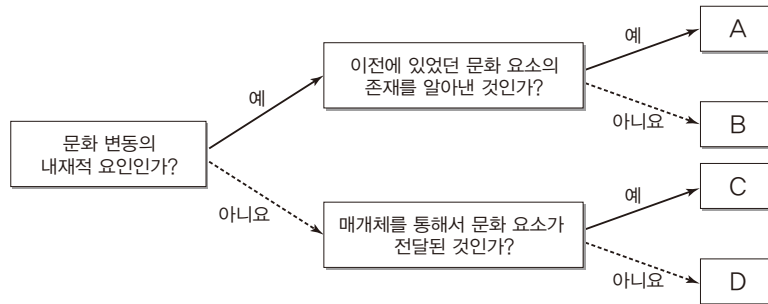 문화 변동의
내재적 요인인가?
예
아니요
이전에 있었던 문화 요소의
존재를 알아낸 것인가?
예
아니요
A
B
매개체를 통해서 문화 요소가
전달된 것인가?
예
아니요
C
D